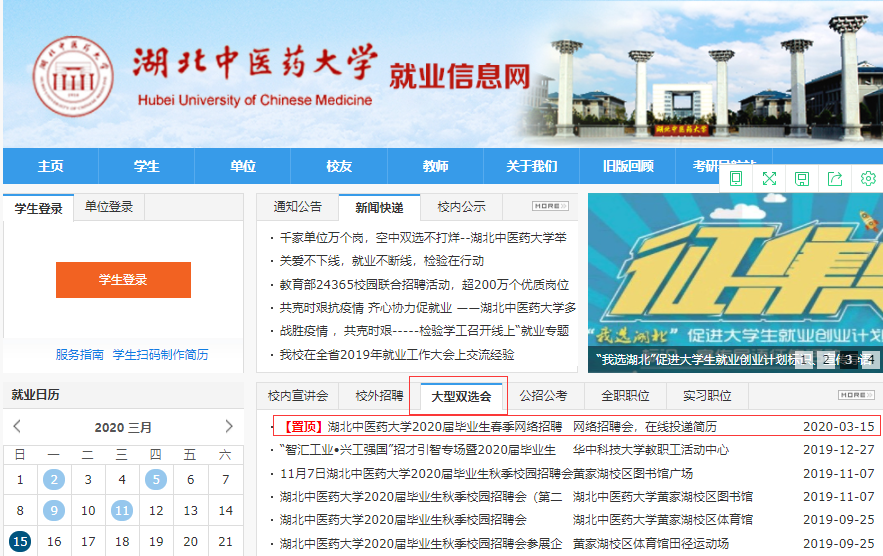 湖北中医药大学
Hubei University of Chinese Medicine
就业信息网
湖北中医药大学
主页 学生 单位 校友 教师 关于我们 旧版回顾
学生登录 单位登录
学生登录
服务指南 学生扫码制作简历
通知公告 新闻快递 校内公示 MORE
千家单位万个岗，空中双选不打烊--湖北中医药大学举
关爱不下线，就业不断线，检验在行动
教育部24365校园联合招聘活动，超200万个优质岗位
共克时艰抗疫情 齐心协力促就业 ——湖北中医药大学多
战胜疫情 ，共克时艰-----检验学工召开线上“就业专题
我校在全省2019年就业工作大会上交流经验
征集
“我选湖北”促进大学生就业创业计划
“我选湖北”促进大学生就业创业计划标
1 2 3 4
就业日历
2020 三月
日 一 二 三 四 五 六
1 2 3 4 5 6 7
8 9 10 11 12 13 14
15 16 17 18 19 20 21
校内宣讲会 校外招聘 大型双选会 公招公考 全职职位 实习职位 MORE
【置顶】湖北中医药大学2020届毕业生春季网络招聘 网络招聘会，在线投递简历 2020-03-15
“智汇工业•兴工强国”招才引智专场暨2020届毕业生 华中科技大学教职工活动中心 2019-12-27
11月7日湖北中医药大学2020届毕业生秋季校园招聘会 黄家湖校区图书馆广场 2019-11-07
湖北中医药大学2020届毕业生秋季校园招聘会（第二 湖北中医药大学黄家湖校区图书馆 2019-11-07
湖北中医药大学2020届毕业生秋季校园招聘会 湖北中医药大学黄家湖校区体育馆 2019-09-25
湖北中医药大学2020届毕业生秋季校园招聘会参展企 黄家湖校区体育馆田径运动场 2019-09-25